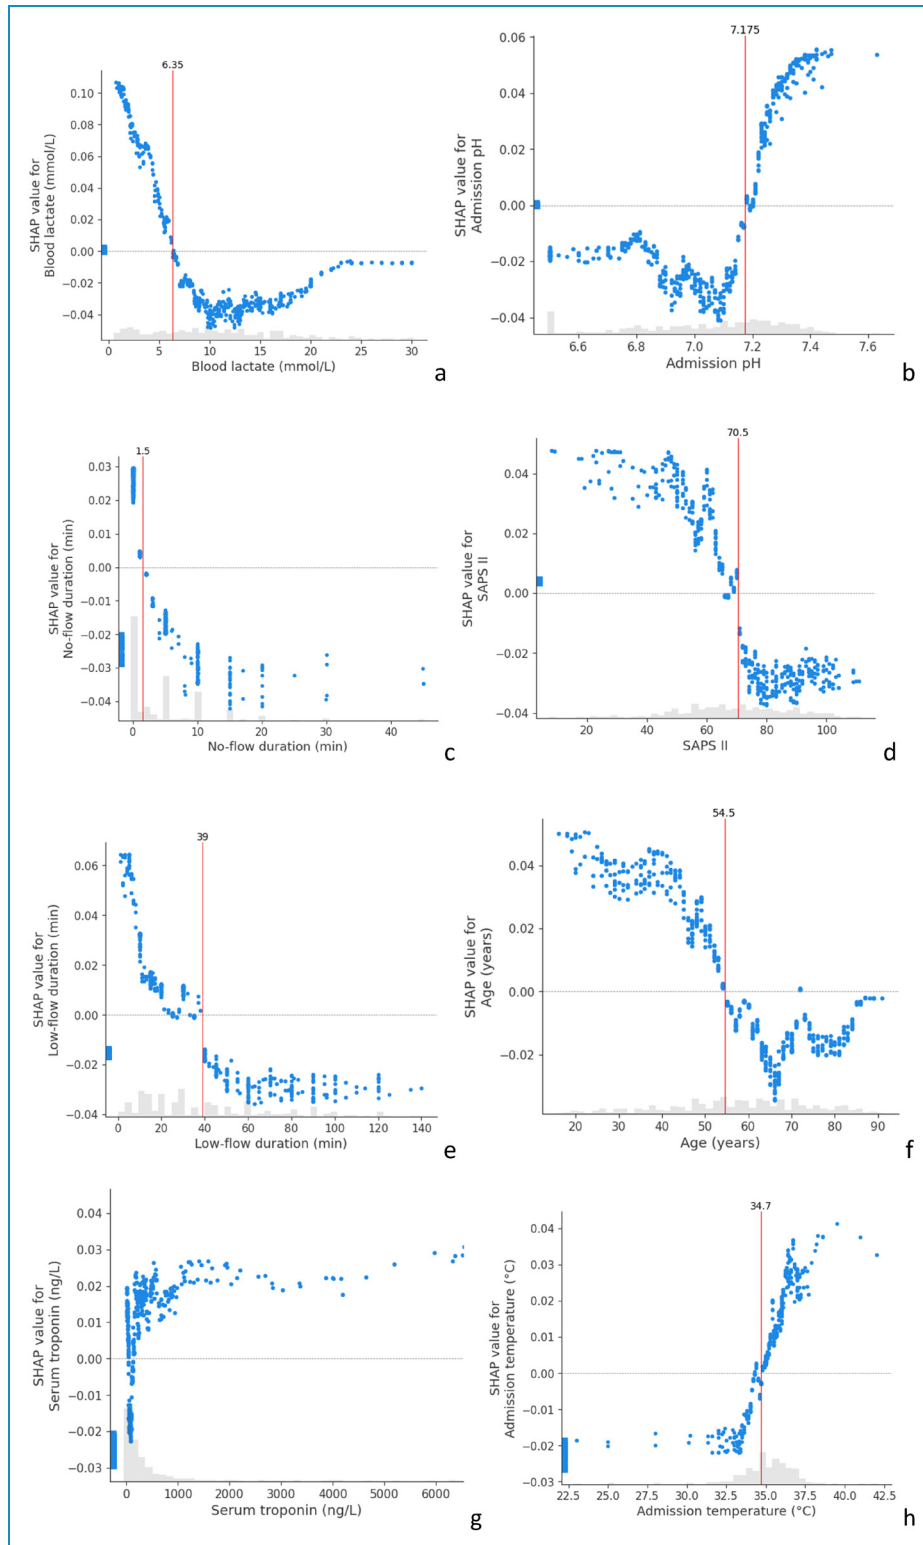 6.35
SHAP value for
Blood lactate (mmol/L)
0.10
0.08
0.06
0.04
0.02
0.00
−0.02
−0.04
0 5 10 15 20 25 30
Blood lactate (mmol/L)
a
7.175
SHAP value for
Admission pH
0.06
0.04
0.02
0.00
−0.02
−0.04
6.6 6.8 7.0 7.2 7.4 7.6
Admission pH
b
1.5
SHAP value for
No-flow duration (min)
0.03
0.02
0.01
0.00
−0.01
−0.02
−0.03
−0.04
0 10 20 30 40
No-flow duration (min)
c
70.5
SHAP value for
SAPS II
0.04
0.02
0.00
−0.02
−0.04
20 40 60 80 100
SAPS II
d
39
SHAP value for
Low-flow duration (min)
0.06
0.04
0.02
0.00
−0.02
−0.04
0 20 40 60 80 100 120 140
Low-flow duration (min)
e
54.5
SHAP value for
Age (years)
0.04
0.02
0.00
−0.02
20 30 40 50 60 70 80 90
Age (years)
f
SHAP value for
Serum troponin (ng/L)
0.04
0.03
0.02
0.01
0.00
−0.01
−0.02
−0.03
0 1000 2000 3000 4000 5000 6000
Serum troponin (ng/L)
g
34.7
SHAP value for
Admission temperature (°C)
0.04
0.03
0.02
0.01
0.00
−0.01
−0.02
−0.03
22.5 25.0 27.5 30.0 32.5 35.0 37.5 40.0 42.5
Admission temperature (°C)
h